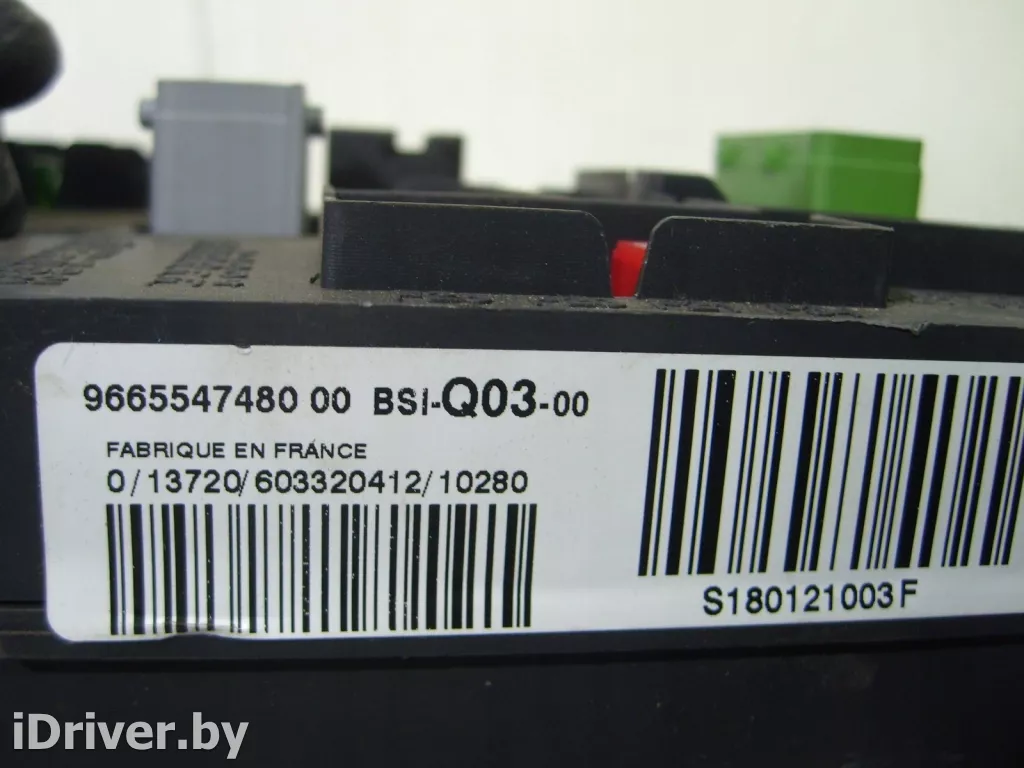 9665547480 00 BSI-Q03-00
FABRIQUE EN FRANCE
0/13720/603320412/10280
S180121003F
iDriver.by